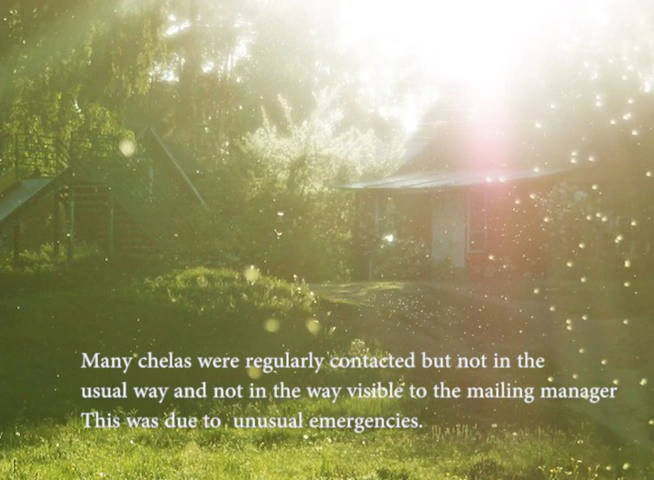 Many chelas were regularly contacted but not in the
usual way and not in the way visible to the mailing manager
This was due to unusual emergencies.